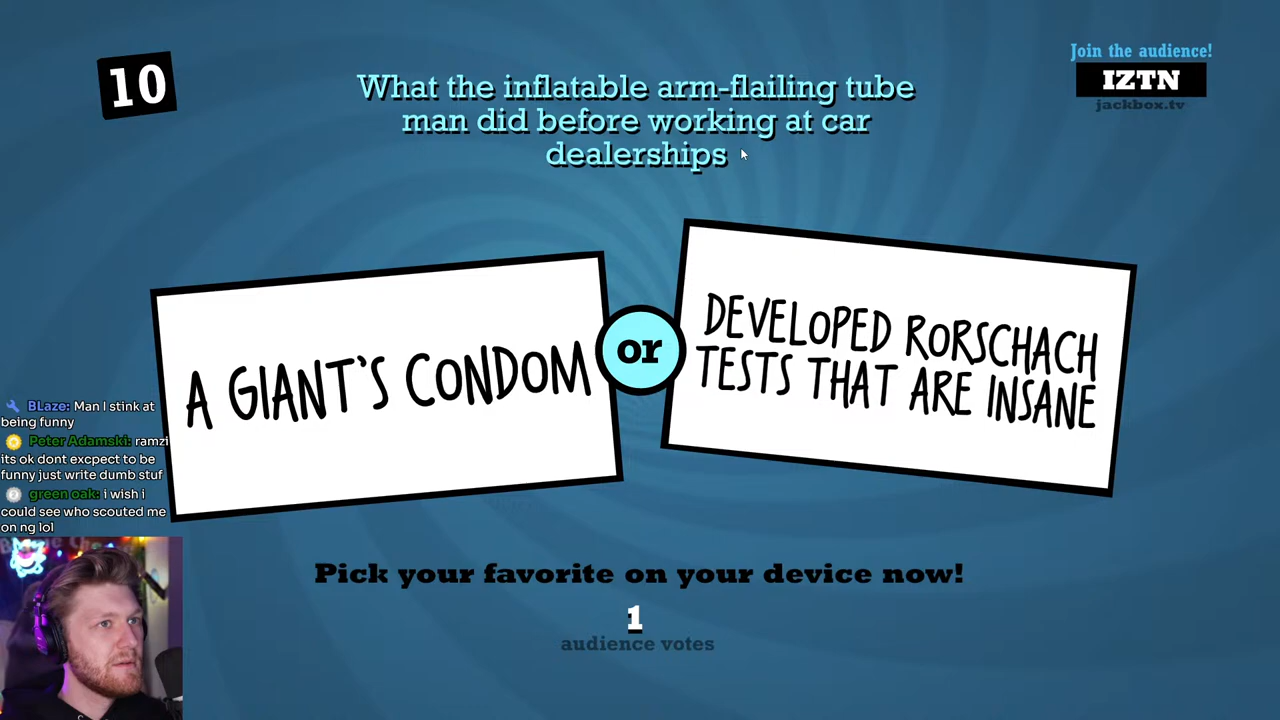 10
What the inflatable arm-flailing tube
man did before working at car
dealerships
Join the audience!
IZTN
jackbox.tv
A GIANT'S CONDOM
or
DEVELOPED RORSCHACH
TESTS THAT ARE INSANE
BLaze: Man I stink at
being funny
Peter Adamski: ramzi
its ok dont excpect to be
funny just write dumb stuf
green oak: i wish i
could see who scouted me
on ng lol
Pick your favorite on your device now!
1
audience votes